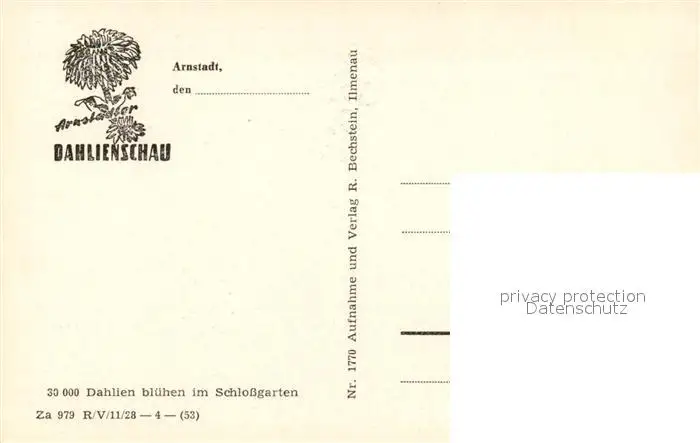 Arnstadt,
den
Arnstädter
DAHLIENSCHAU
30 000 Dahlien blühen im Schloßgarten
Za 979 R/V/11/28 — 4 — (53)
Nr. 1770 Aufnahme und Verlag R. Bechstein, Ilmenau
privacy protection
Datenschutz